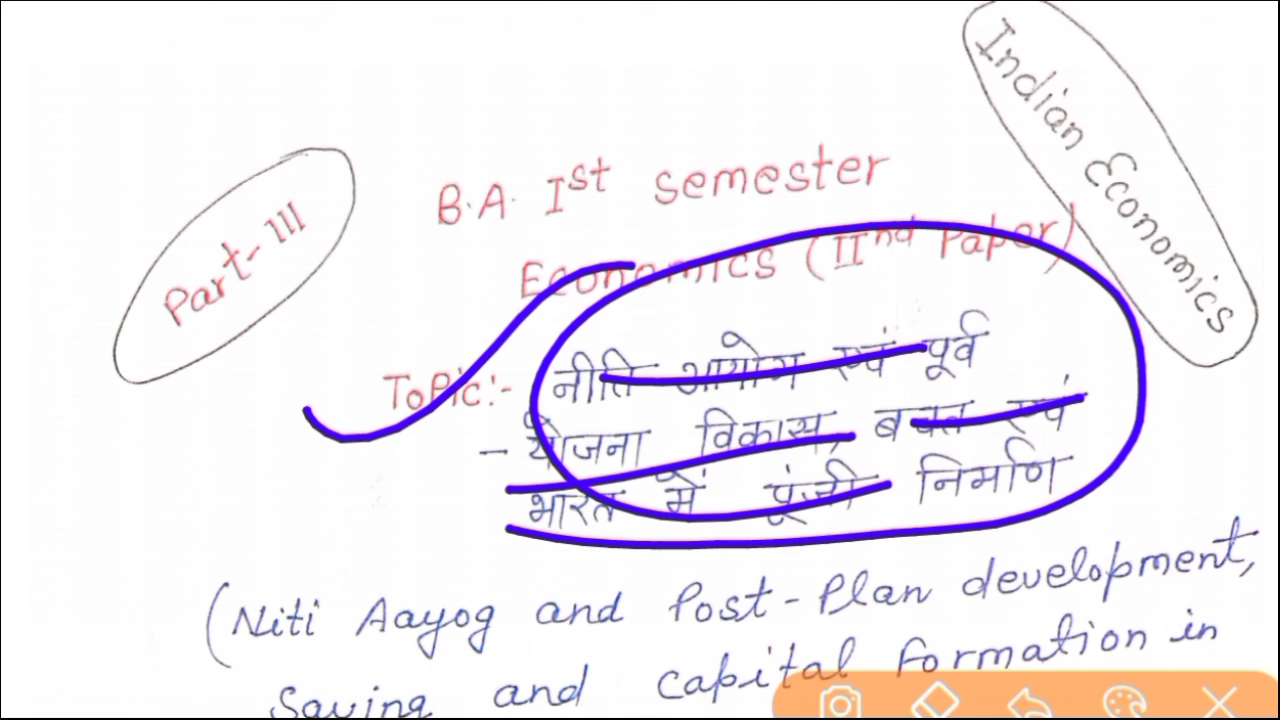 Indian Economics
Part-III
B.A. Ist semester
Economics (IInd Paper)
Topic:- नीति आयोग एवं पूर्व
- योजना विकास, बचत एवं
भारत में पूंजी निर्माण
(Niti Aayog and Post-Plan development,
Saving and capital formation in